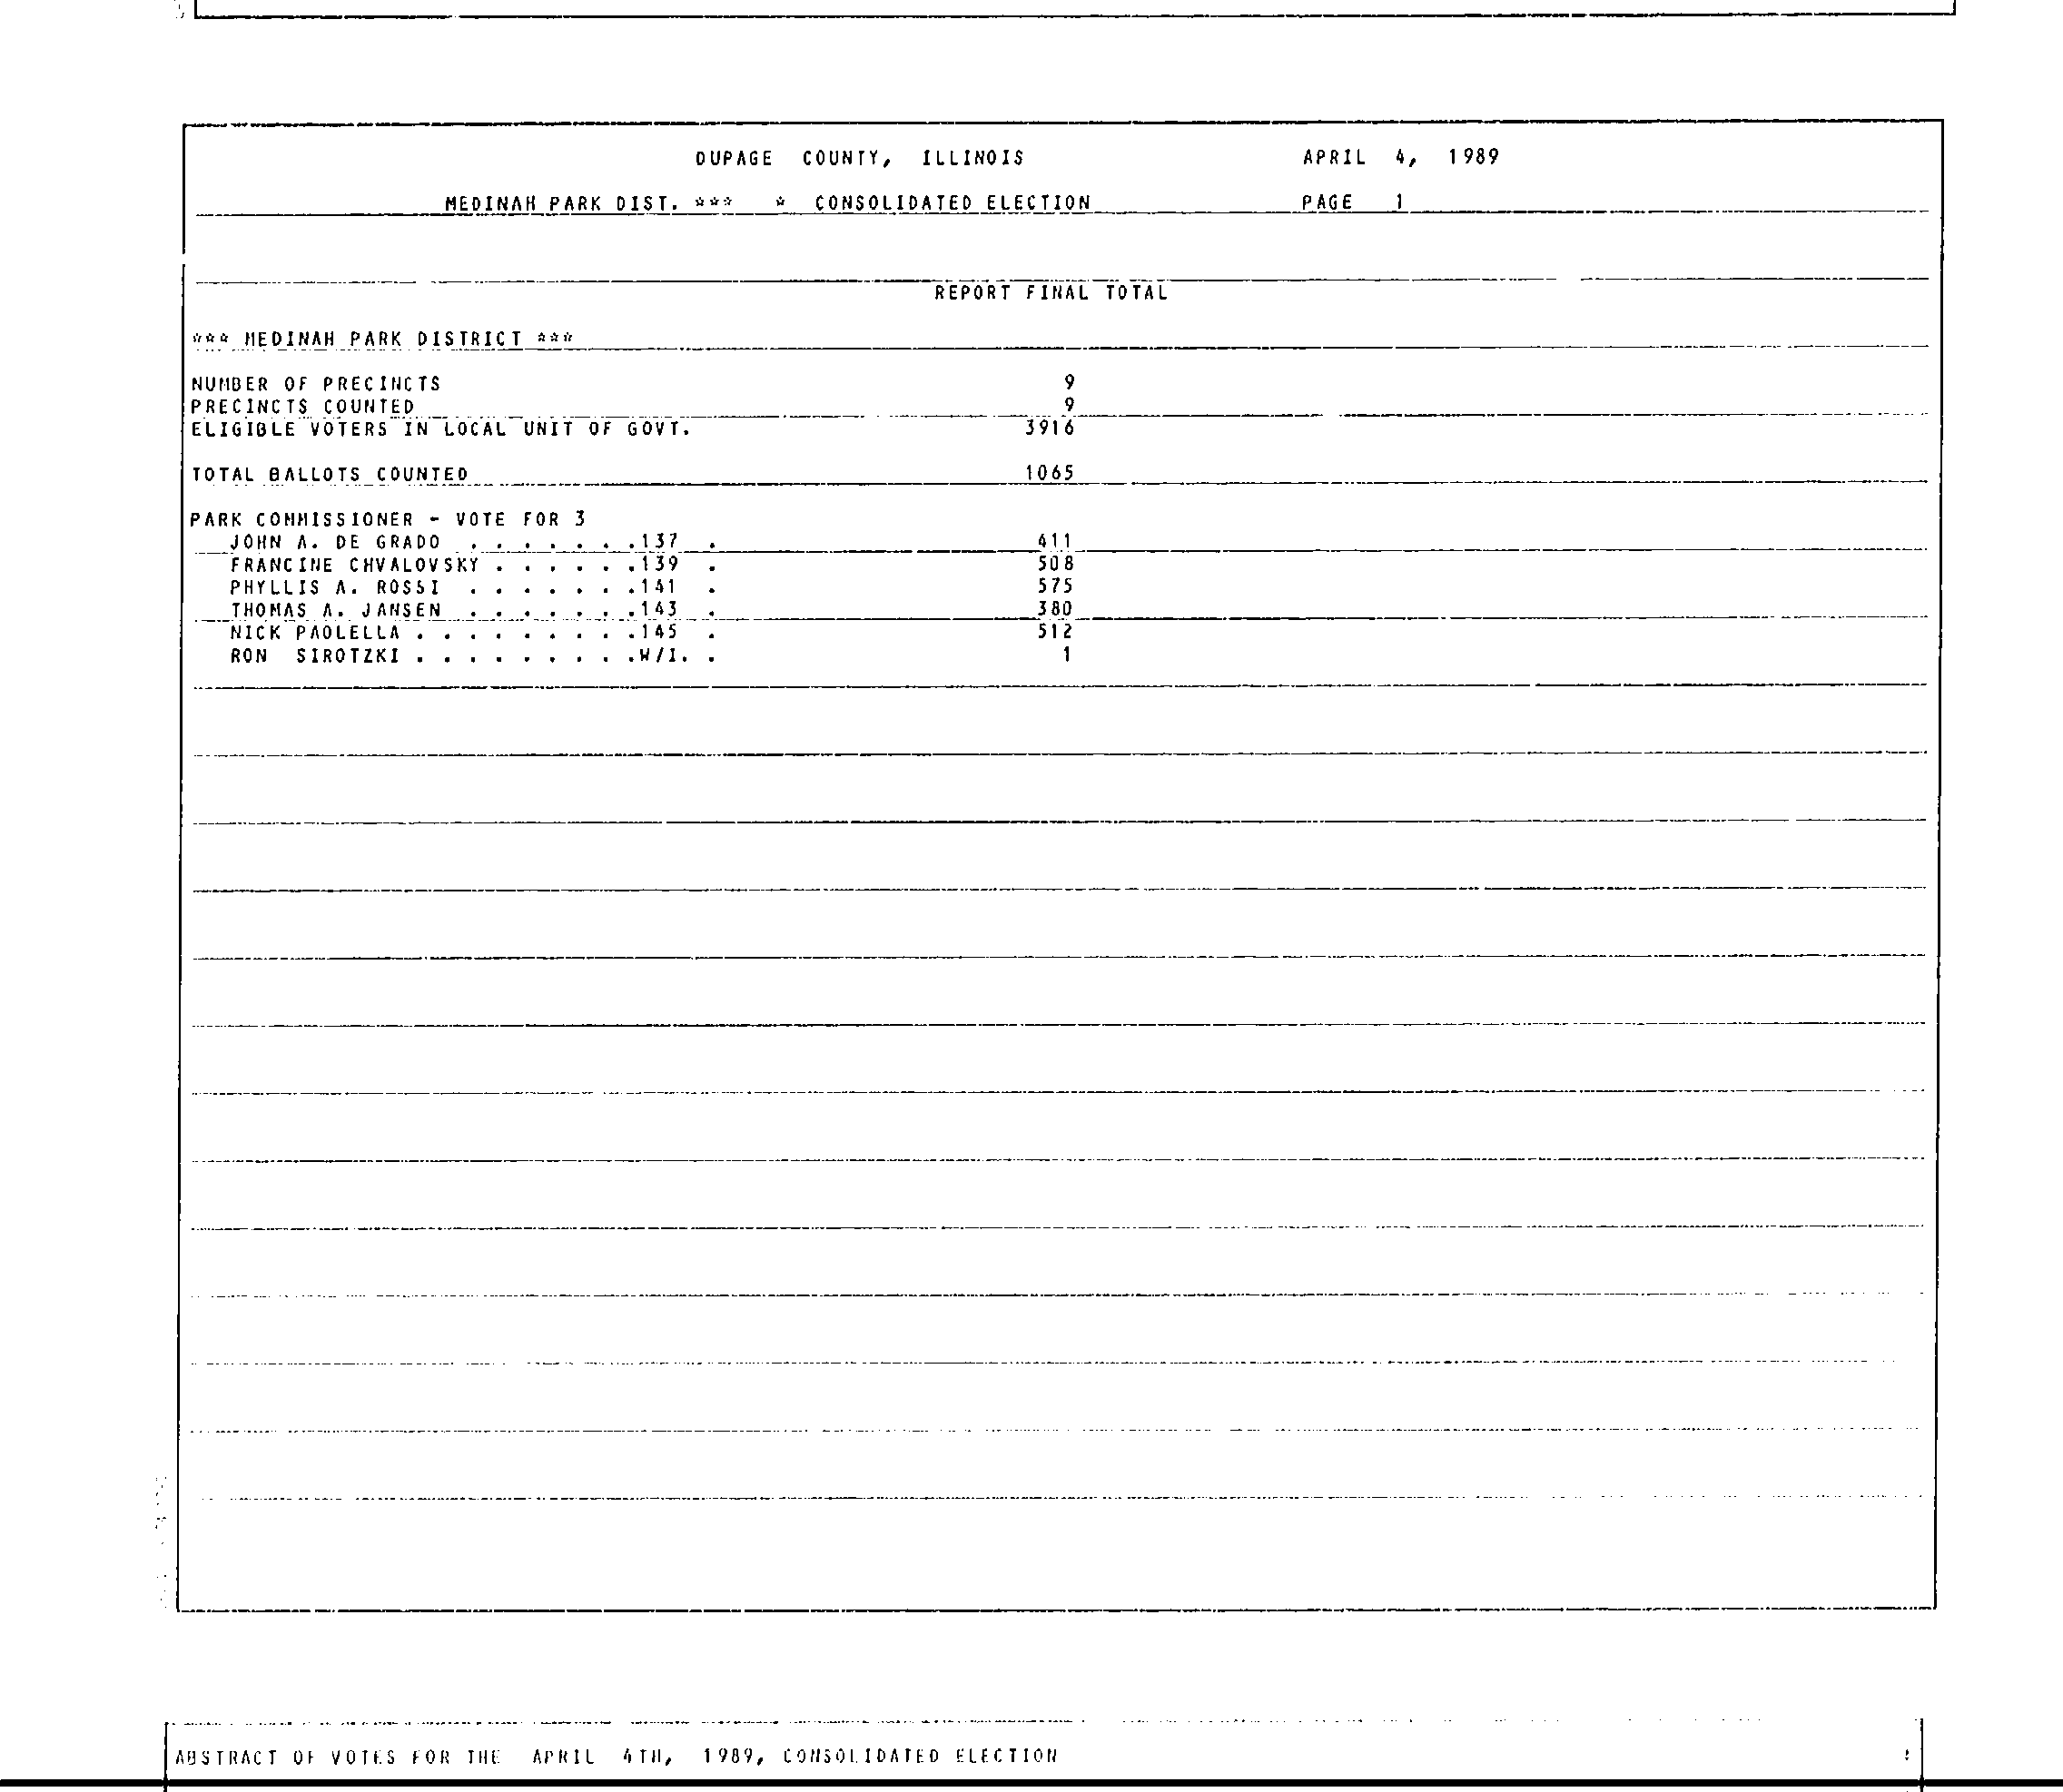 DUPAGE COUNTY, ILLINOIS APRIL 4, 1989
MEDINAH PARK DIST. *** * CONSOLIDATED ELECTION PAGE 1
REPORT FINAL TOTAL
*** MEDINAH PARK DISTRICT ***
NUMBER OF PRECINCTS 9
PRECINCTS COUNTED 9
ELIGIBLE VOTERS IN LOCAL UNIT OF GOVT. 3916
TOTAL BALLOTS COUNTED 1065
PARK COMMISSIONER - VOTE FOR 3
JOHN A. DE GRADO . . . . . . .137 . 411
FRANCINE CHVALOVSKY . . . . . .139 . 508
PHYLLIS A. ROSSI . . . . . . .141 . 575
THOMAS A. JANSEN . . . . . . .143 . 380
NICK PAOLELLA . . . . . . . . .145 . 512
RON SIROTZKI . . . . . . . . .W/I. . 1
ABSTRACT OF VOTES FOR THE APRIL 4TH, 1989, CONSOLIDATED ELECTION